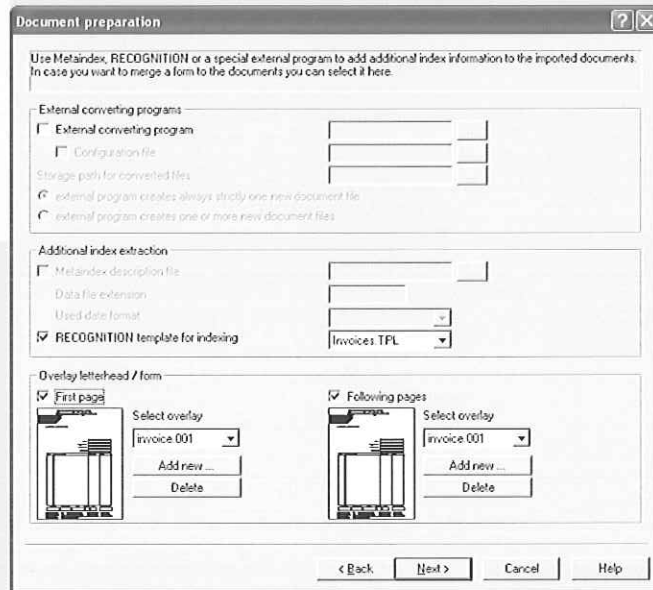 Document preparation
Use Metaindex, RECOGNITION or a special external program to add additional index information to the imported documents.
In case you want to merge a form to the documents you can select it here.
External converting programs
External converting program
Configuration file
Storage path for converted files
external program creates always strictly one new document file
external program creates one or more new document files
Additional index extraction
Metaindex description file
Data file extension
Used date format
RECOGNITION template for indexing
Invoices.TPL
Overlay letterhead / form
First page
Following pages
Select overlay
Select overlay
invoice.001
invoice.001
Add new ...
Add new ...
Delete
Delete
< Back
Next >
Cancel
Help